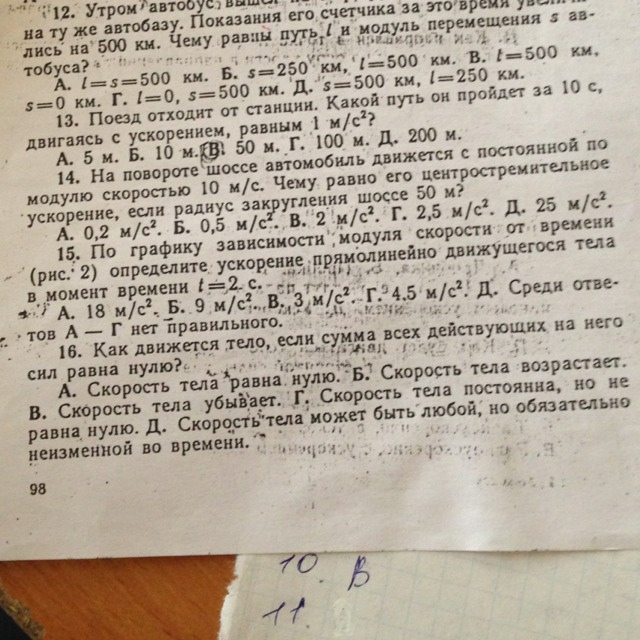 12. Утром автобус
на ту же автобазу. Показания его счетчика за это время
лись на 500 км. Чему равны путь l и модуль перемещения s ав-
тобуса?
А. l=s=500 км. Б. s=250 км, l=500 км. В. l=500 км,
s=0 км. Г. l=0, s=500 км. Д. s=500 км, l=250 км.
13. Поезд отходит от станции. Какой путь он пройдет за 10 с,
двигаясь с ускорением, равным 1 м/с²?
А. 5 м. Б. 10 м. В. 50 м. Г. 100 м. Д. 200 м.
14. На повороте шоссе автомобиль движется с постоянной по
модулю скоростью 10 м/с. Чему равно его центростремительное
ускорение, если радиус закругления шоссе 50 м?
А. 0,2 м/с². Б. 0,5 м/с². В. 2 м/с². Г. 2,5 м/с². Д. 25 м/с².
15. По графику зависимости модуля скорости от времени
(рис. 2) определите ускорение прямолинейно движущегося тела
в момент времени t=2 с.
А. 18 м/с². Б. 9 м/с². В. 3 м/с². Г. 4.5 м/с². Д. Среди отве-
тов А — Г нет правильного.
16. Как движется тело, если сумма всех действующих на него
сил равна нулю?
А. Скорость тела равна нулю. Б. Скорость тела возрастает.
В. Скорость тела убывает. Г. Скорость тела постоянна, но не
равна нулю. Д. Скорость тела может быть любой, но обязательно
неизменной во времени.
98
10. В
11.